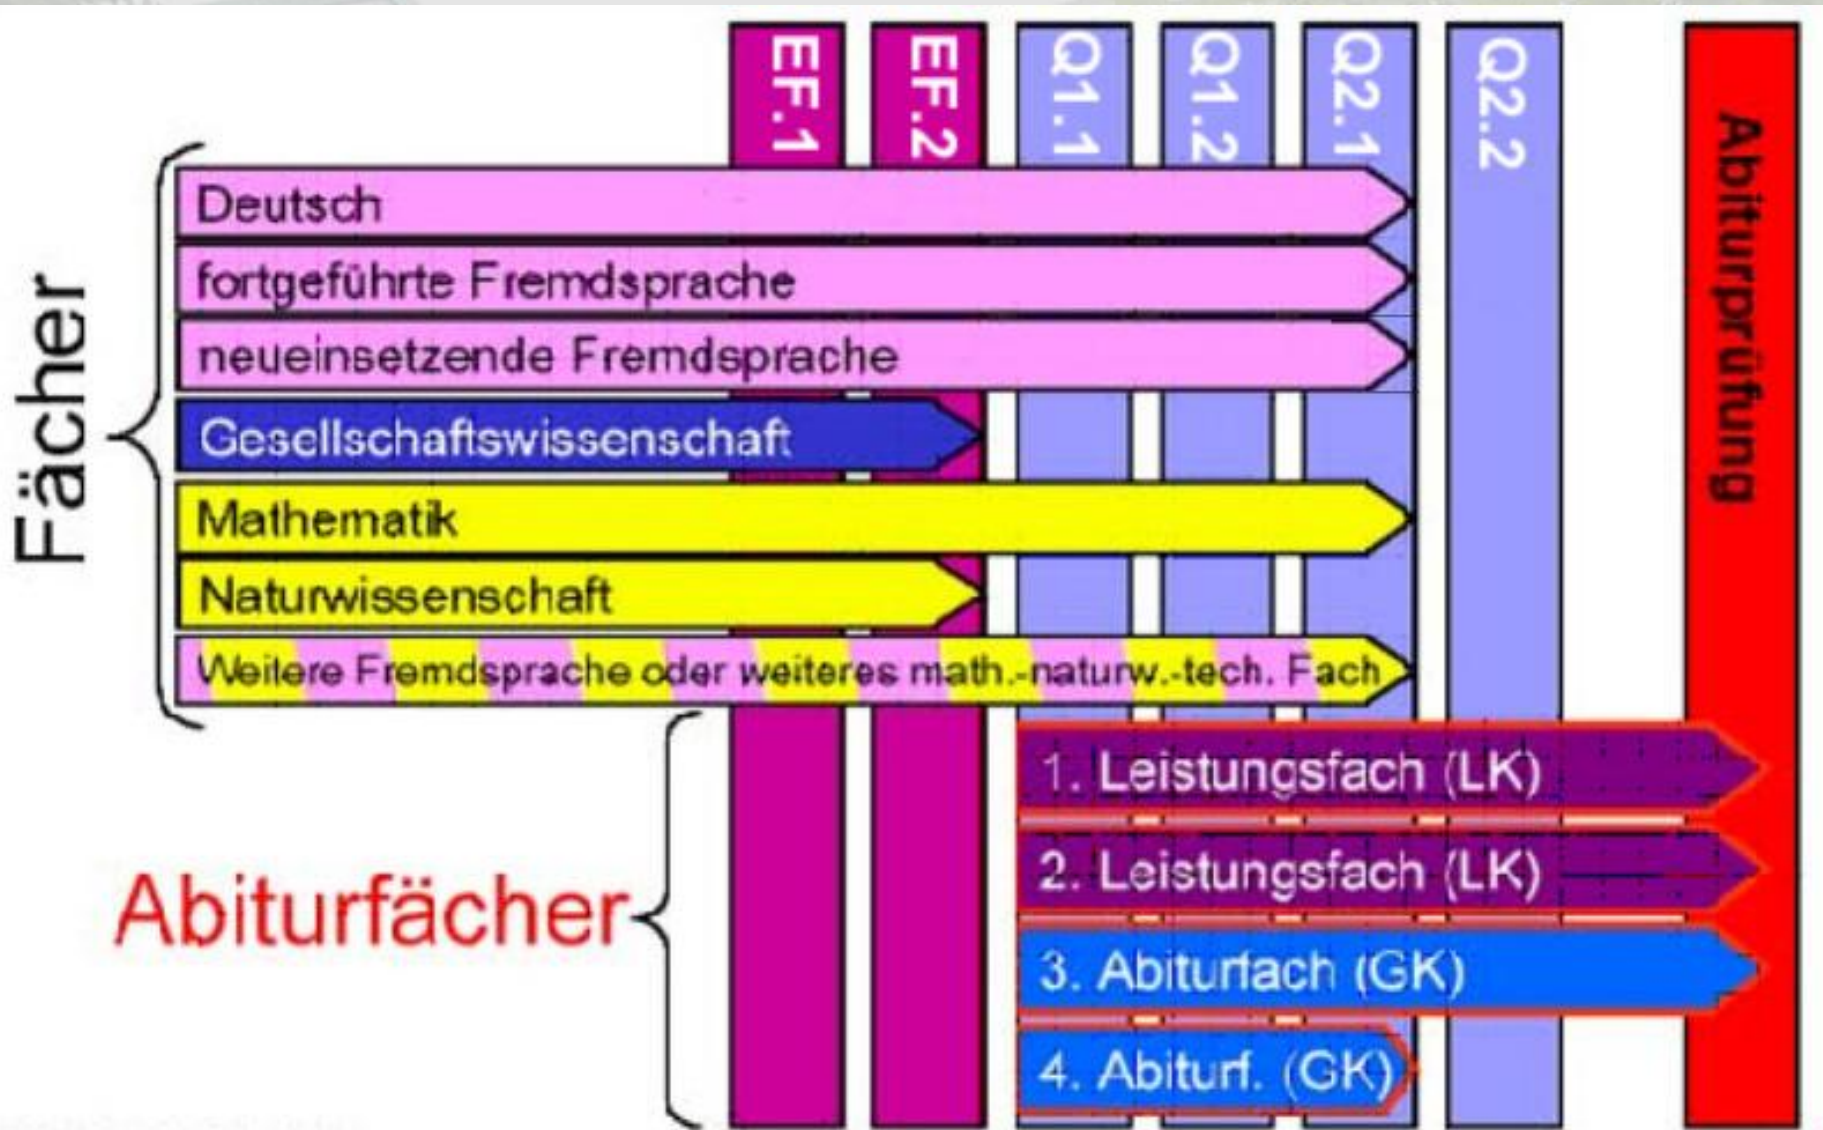 EF.1
EF.2
Q1.1
Q1.2
Q2.1
Q2.2
Abiturprüfung
Fächer
Deutsch
fortgeführte Fremdsprache
neueinsetzende Fremdsprache
Gesellschaftswissenschaft
Mathematik
Naturwissenschaft
Weitere Fremdsprache oder weiteres math.-naturw.-tech. Fach
Abiturfächer
1. Leistungsfach (LK)
2. Leistungsfach (LK)
3. Abiturfach (GK)
4. Abiturf. (GK)